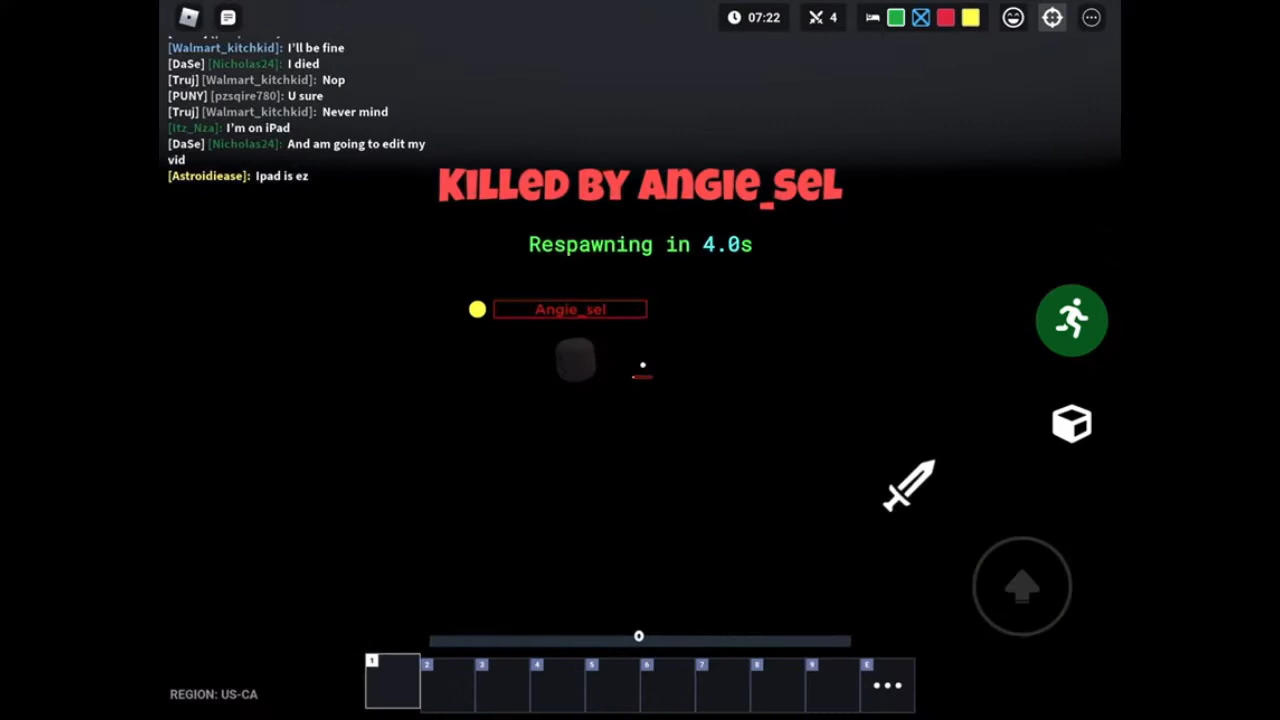 07:22
4
[Walmart_kitchkid]: I'll be fine
[DaSe] [Nicholas24]: I died
[Truj] [Walmart_kitchkid]: Nop
[PUNY] [pzsqire780]: U sure
[Truj] [Walmart_kitchkid]: Never mind
[Itz_Nza]: I'm on iPad
[DaSe] [Nicholas24]: And am going to edit my
vid
[Astroidiease]: Ipad is ez
KILLED BY ANGIE_SEL
Respawning in 4.0s
Angie_sel
0
1 2 3 4 5 6 7 8 9 E
REGION: US-CA